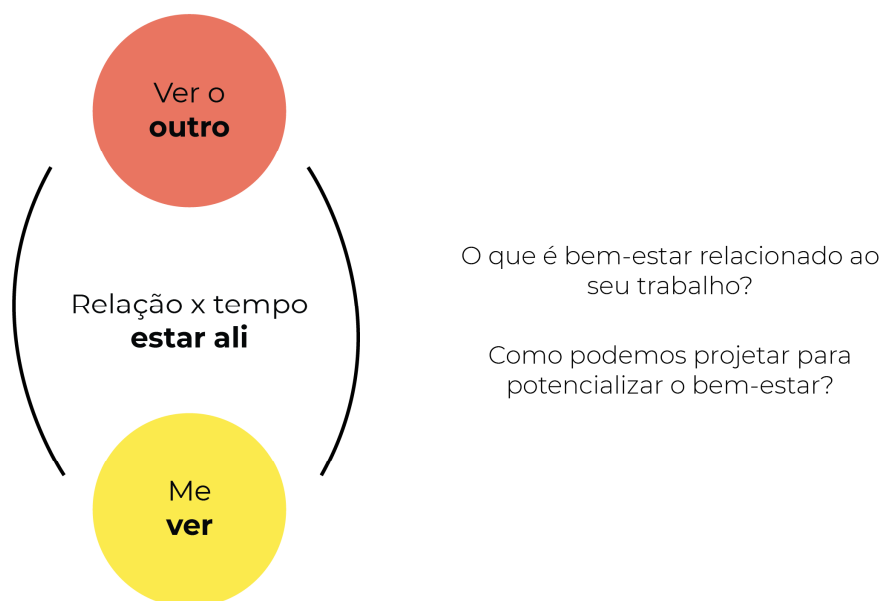 Ver o
outro
Relação x tempo
estar ali
Me
ver
O que é bem-estar relacionado ao
seu trabalho?
Como podemos projetar para
potencializar o bem-estar?